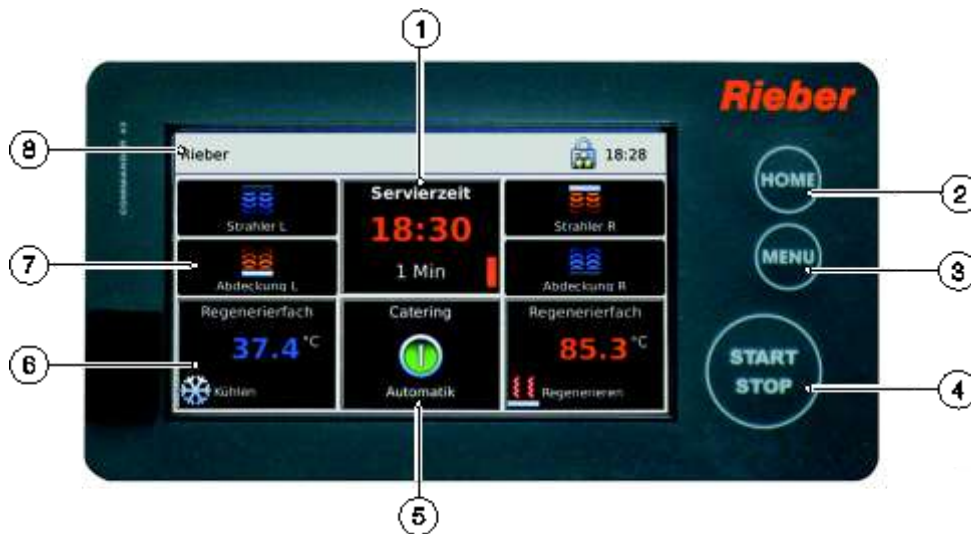 1
Rieber
8
Rieber 18:28
HOME
2
Strahler L
Servierzeit
18:30
1 Min
Strahler R
MENU
3
7
Abdeckung L
Abdeckung R
6
Regenerierfach
37.4 °C
Kühlen
Catering
Automatik
Regenerierfach
85.3 °C
Regenerieren
START
STOP
4
5